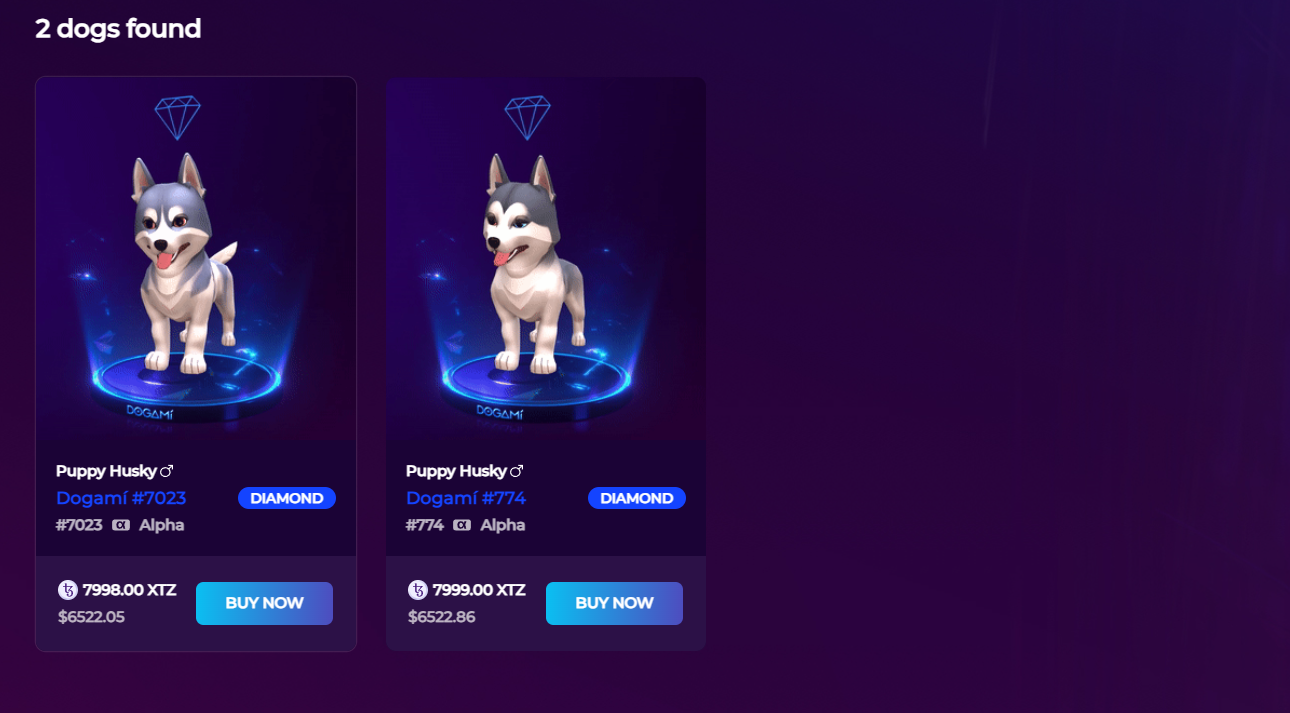 2 dogs found
DOGAMÍ
Puppy Husky ♂
Dogamí #7023
DIAMOND
#7023 α Alpha
7998.00 XTZ
$6522.05
BUY NOW
DOGAMÍ
Puppy Husky ♂
Dogamí #774
DIAMOND
#774 α Alpha
7999.00 XTZ
$6522.86
BUY NOW